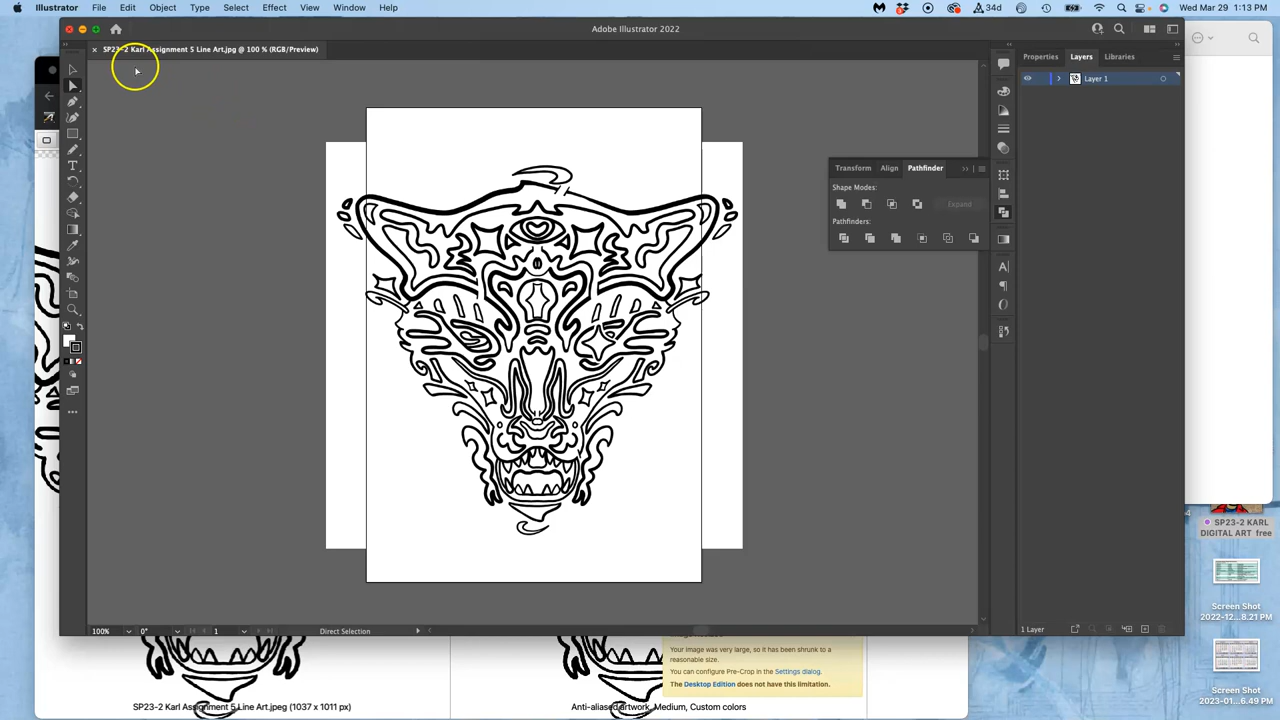 Illustrator File Edit Object Type Select Effect View Window Help 34d Wed Mar 29 1:13 PM
Adobe Illustrator 2022
SP23-2 Karl Assignment 5 Line Art.jpg @ 100 % (RGB/Preview)
Properties Layers Libraries
Layer 1
Transform Align Pathfinder
Shape Modes:
Expand
Pathfinders:
SP23-2 KARL
DIGITAL ART free
Screen Shot
2022-12...8.21 PM
Screen Shot
2023-01...6.49 PM
100% 0° 1 Direct Selection
1 Layer
Your image was very large, so it has been shrunk to a
reasonable size.
You can configure Pre-Crop in the Settings dialog.
The Desktop Edition does not have this limitation.
SP23-2 Karl Assignment 5 Line Art.jpeg (1037 x 1011 px)
Anti-aliased artwork, Medium, Custom colors